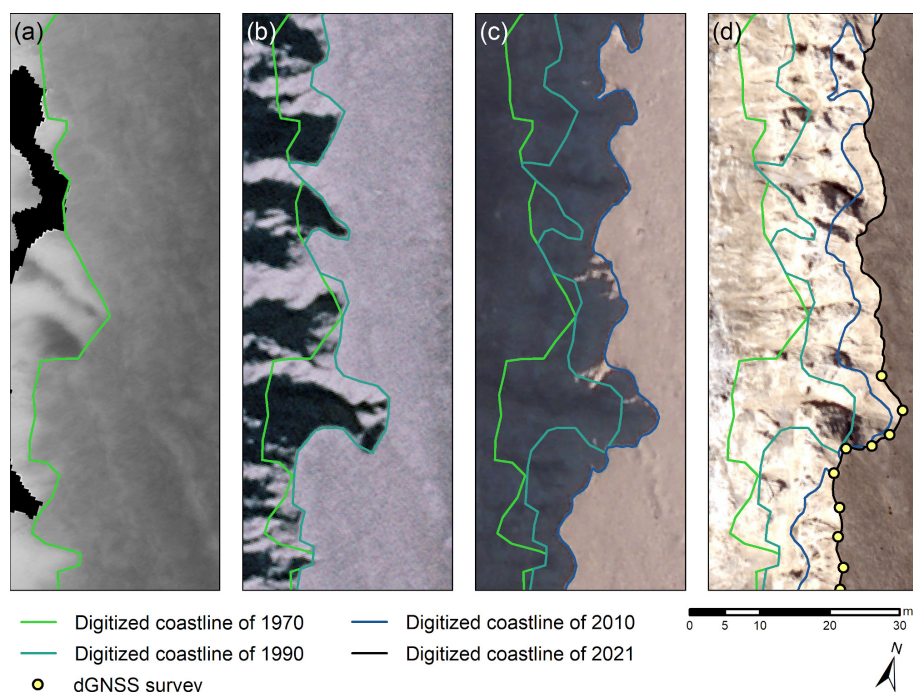 (a) (b) (c) (d)
Digitized coastline of 1970 Digitized coastline of 2010
Digitized coastline of 1990 Digitized coastline of 2021
dGNSS survey
0 5 10 20 30 m
N